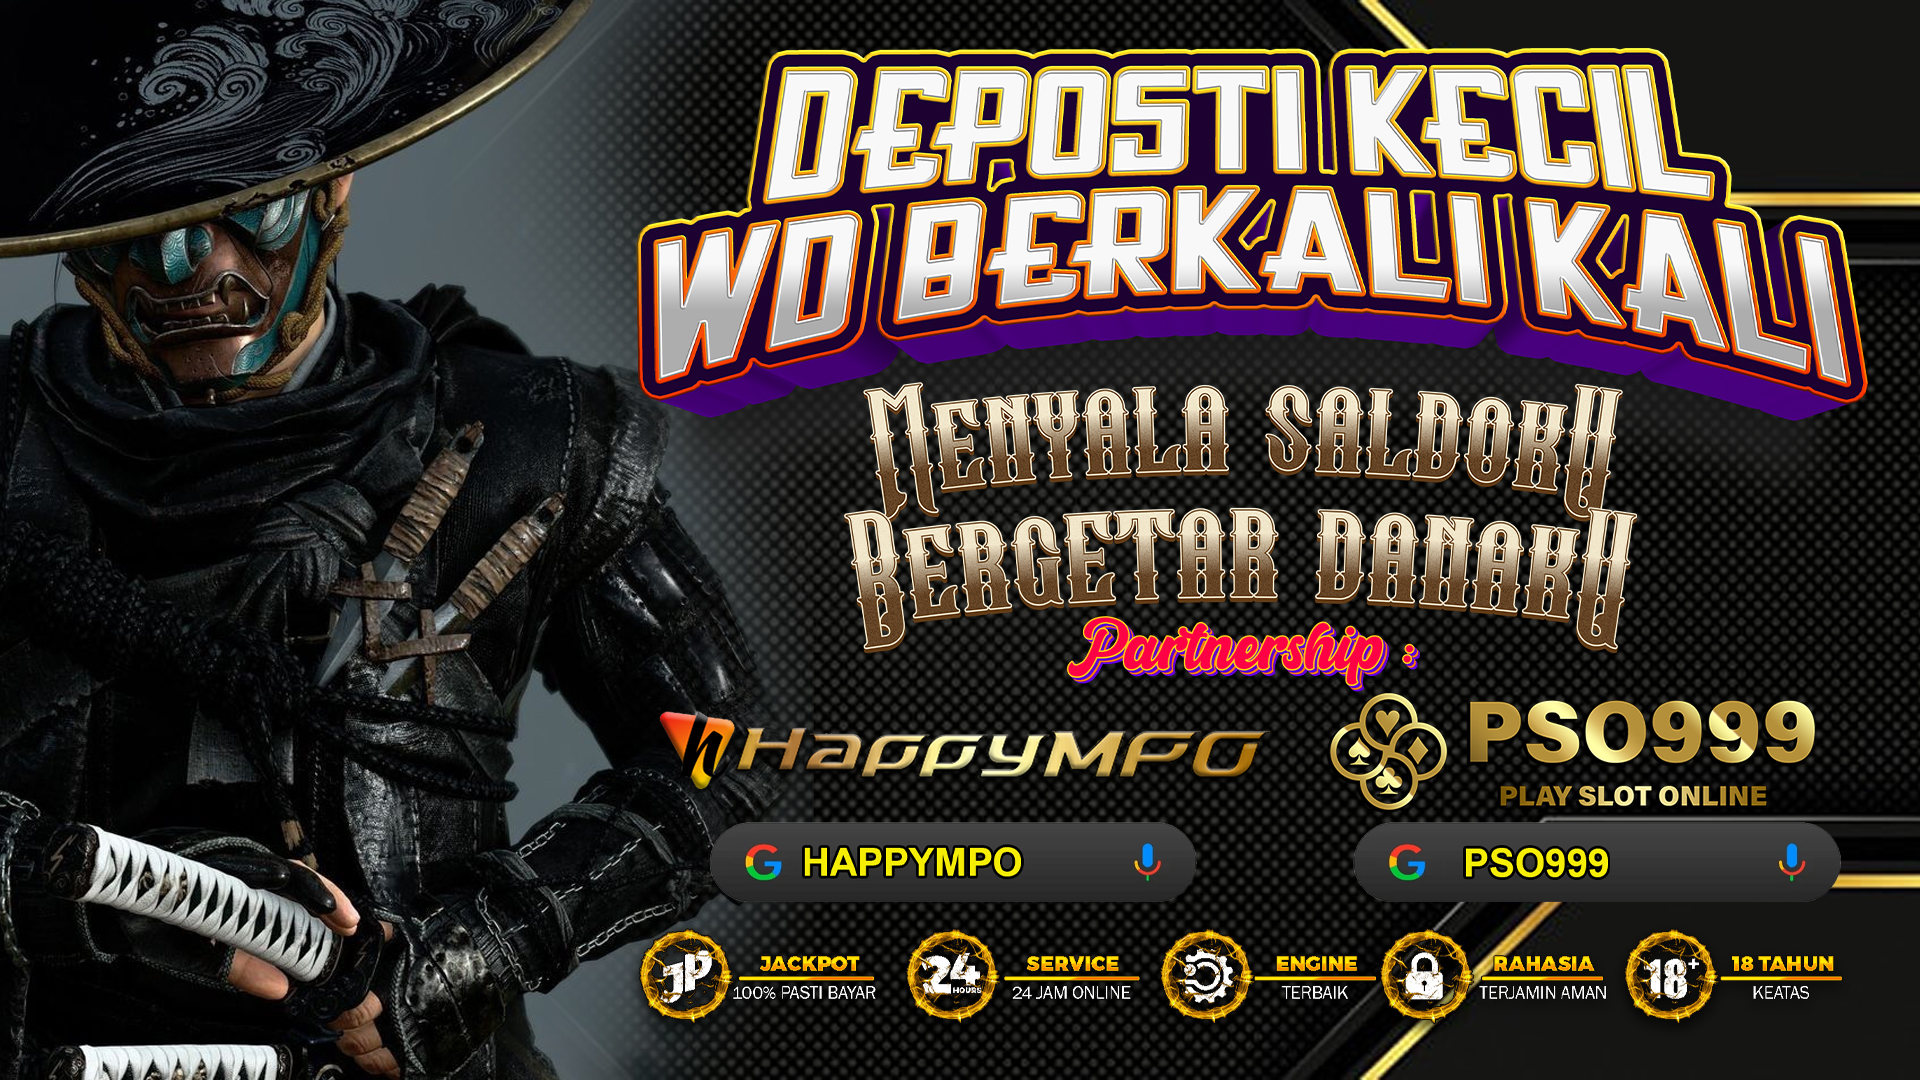 DEPOSTI KECIL
WD BERKALI KALI
MENYALA SALDOKU
BERGETAR DANAKU
Partnership :
HappyMPO
PSO999
PLAY SLOT ONLINE
HAPPYMPO
PSO999
JP JACKPOT
100% PASTI BAYAR
24 HOURS SERVICE
24 JAM ONLINE
ENGINE
TERBAIK
RAHASIA
TERJAMIN AMAN
18+ 18 TAHUN
KEATAS